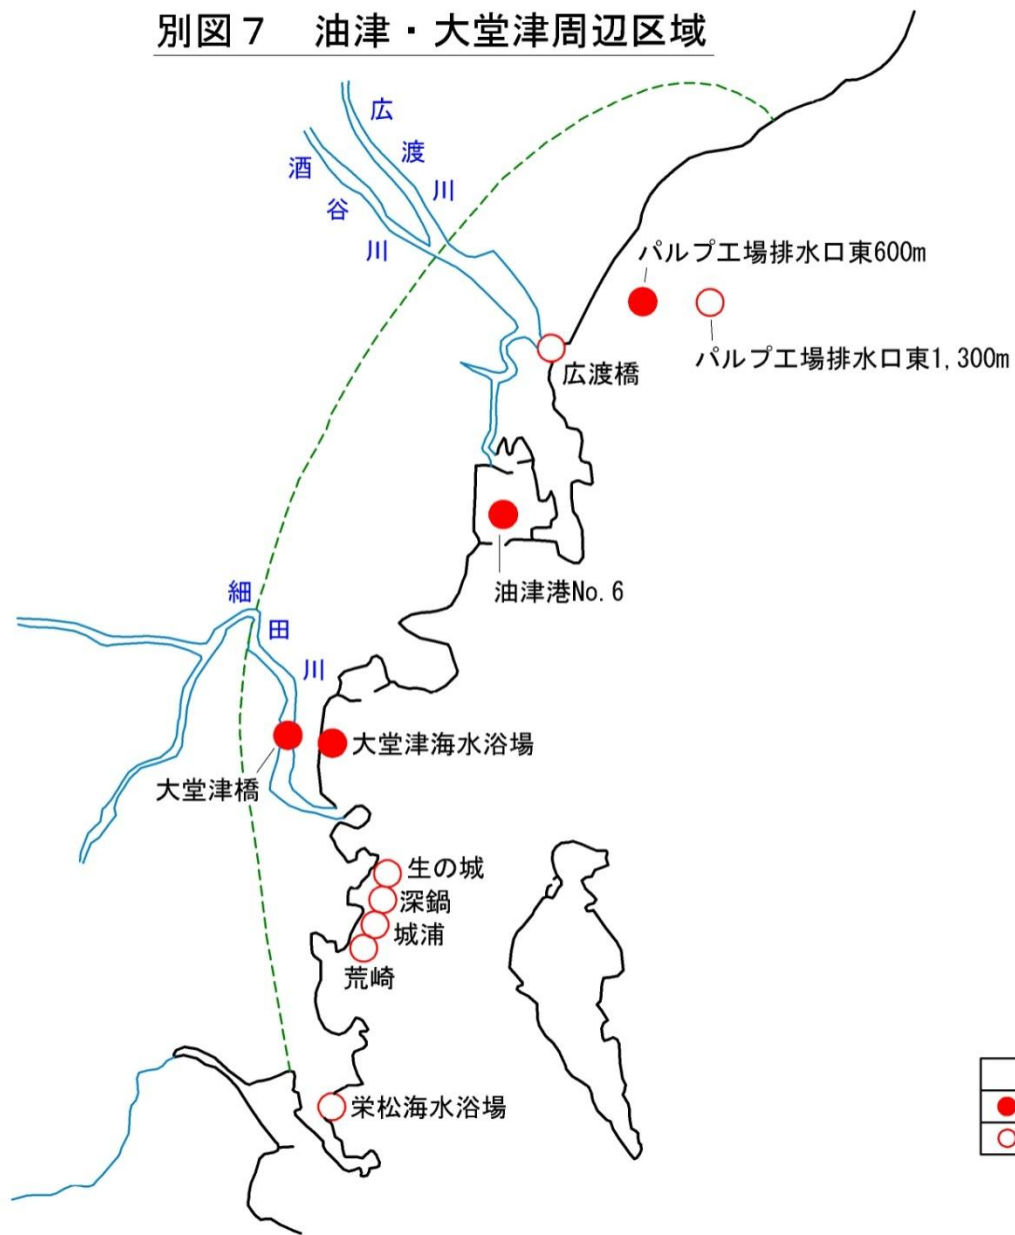 別図７　油津・大堂津周辺区域
広渡川
酒谷川
パルプ工場排水口東600m
パルプ工場排水口東1,300m
広渡橋
油津港No.6
細田川
大堂津海水浴場
大堂津橋
生の城
深鍋
城浦
荒崎
栄松海水浴場